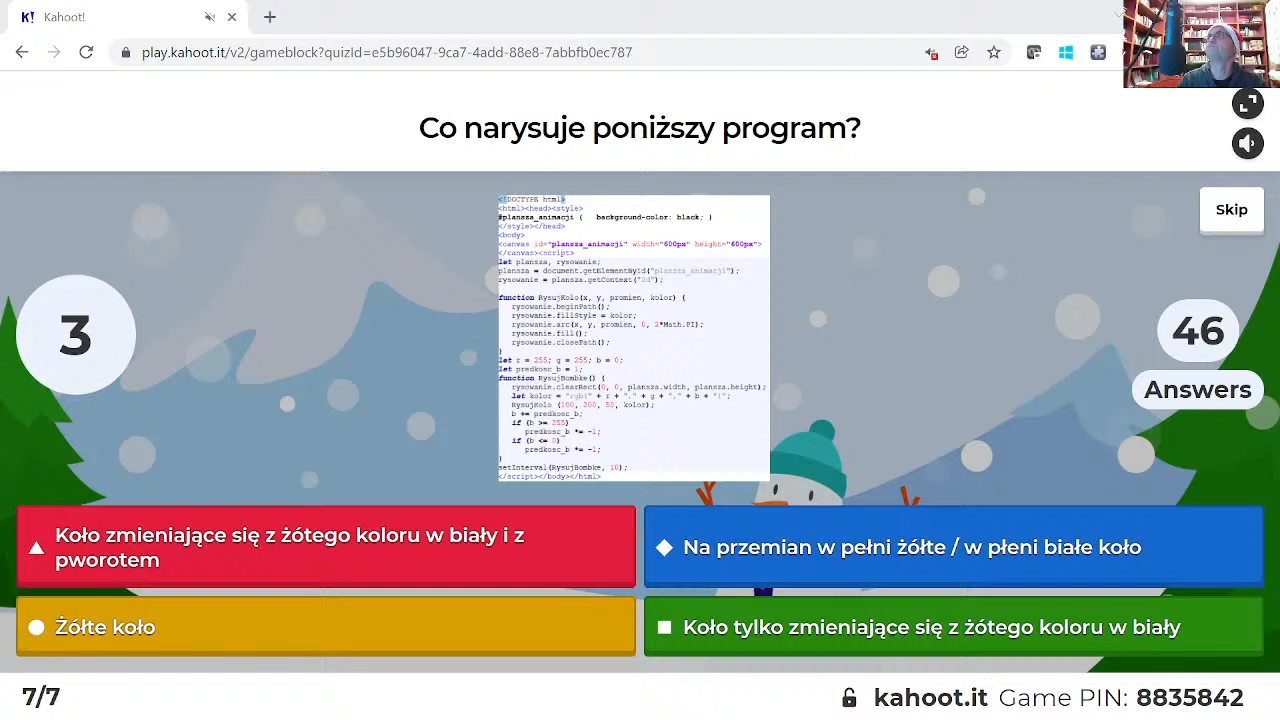 Kahoot!
play.kahoot.it/v2/gameblock?quizId=e5b96047-9ca7-4add-88e8-7abbfb0ec787
Co narysuje poniższy program?
Skip
<!DOCTYPE html>
<html><head><style>
#plansza_animacji {   background-color: black; }
</style></head>
<body>
<canvas id="plansza_animacji" width="600px" height="600px">
</canvas><script>
let plansza, rysowanie;
plansza = document.getElementById("plansza_animacji");
rysowanie = plansza.getContext("2d");
function RysujKolo(x, y, promien, kolor) {
rysowanie.beginPath();
rysowanie.fillStyle = kolor;
rysowanie.arc(x, y, promien, 0, 2*Math.PI);
rysowanie.fill();
rysowanie.closePath();
}
let r = 255; g = 255; b = 0;
let predkosc_b = 1;
function RysujBombke() {
rysowanie.clearRect(0, 0, plansza.width, plansza.height);
let kolor = "rgb(" + r + "," + g + "," + b + ")";
RysujKolo (100, 200, 50, kolor);
b += predkosc_b;
if (b >= 255)
predkosc_b *= -1;
if (b <= 0)
predkosc_b *= -1;
}
setInterval(RysujBombke, 10);
</script></body></html>
3
46
Answers
Koło zmieniające się z żótego koloru w biały i z
pworotem
Na przemian w pełni żółte / w płeni białe koło
Żółte koło
Koło tylko zmieniające się z żótego koloru w biały
7/7
kahoot.it Game PIN: 8835842